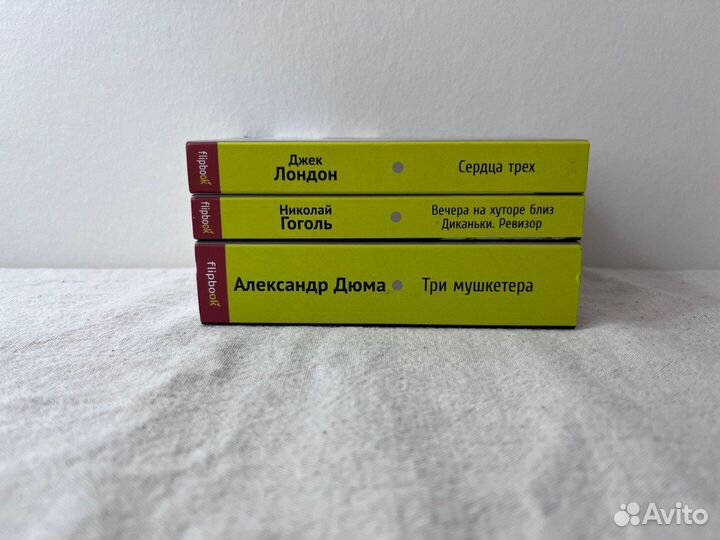 flipbook
Джек
ЛОНДОН
Сердца трех
flipbook
Николай
ГОГОЛЬ
Вечера на хуторе близ
Диканьки. Ревизор
flipbook
Александр Дюма
Три мушкетера
Avito